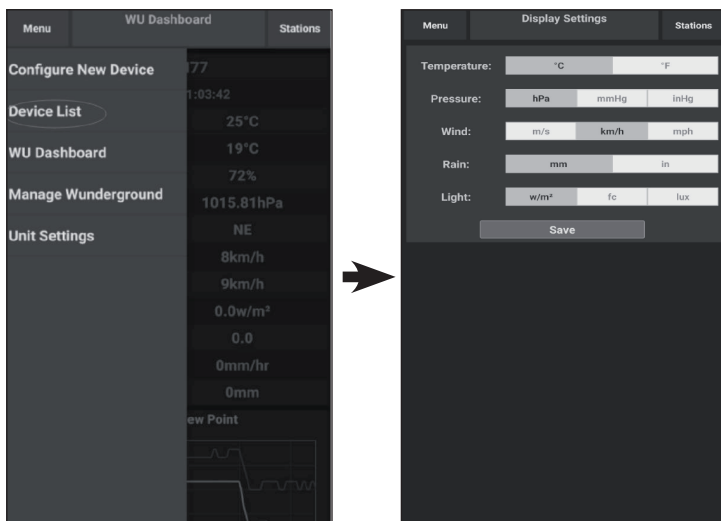 Menu WU Dashboard Stations
Configure New Device
Device List
WU Dashboard
Manage Wunderground
Unit Settings
177
1:03:42
25°C
19°C
72%
1015.81hPa
NE
8km/h
9km/h
0.0w/m²
0.0
0mm/hr
0mm
ew Point
Menu Display Settings Stations
Temperature: °C °F
Pressure: hPa mmHg inHg
Wind: m/s km/h mph
Rain: mm in
Light: w/m² fc lux
Save